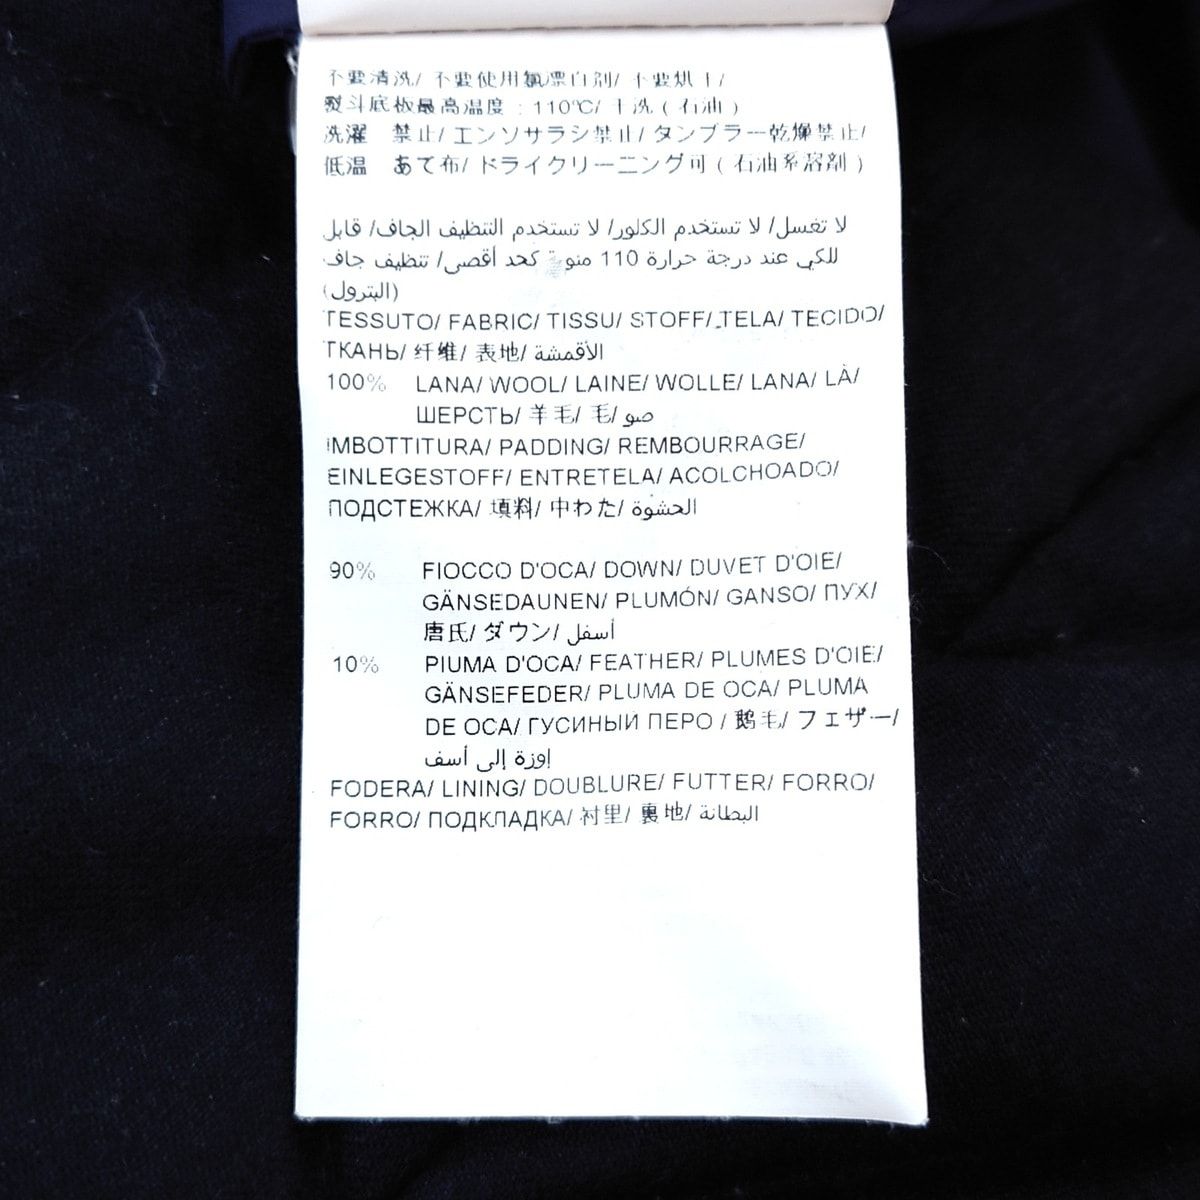 不要清洗/ 不要使用氯漂白剂/ 不要烘干/
熨斗底板最高温度 : 110℃/ 干洗 ( 石油 )
洗濯 禁止/ エンソサラシ禁止/ タンブラー乾燥禁止/
低温 あて布/ ドライクリーニング可 ( 石油系溶剤 )
لا تغسل/ لا تستخدم الكلور/ لا تستخدم التنظيف الجاف/ قابل
للكي عند درجة حرارة 110 منوية كحد أقصى/ تنظيف جاف
(البترول)
TESSUTO/ FABRIC/ TISSU/ STOFF/ TELA/ TECIDO/
ТКАНЬ/ 纤维/ 表地/ الأقمشة
100% LANA/ WOOL/ LAINE/ WOLLE/ LANA/ LÀ/
ШЕРСТЬ/ 羊毛/ 毛/ صو
IMBOTTITURA/ PADDING/ REMBOURRAGE/
EINLEGESTOFF/ ENTRETELA/ ACOLCHOADO/
ПОДСТЕЖКА/ 填料/ 中わた/ الحشوة
90% FIOCCO D'OCA/ DOWN/ DUVET D'OIE/
GÄNSEDAUNEN/ PLUMÓN/ GANSO/ ПУХ/
唐氏/ ダウン/ أسفل
10% PIUMA D'OCA/ FEATHER/ PLUMES D'OIE/
GÄNSEFEDER/ PLUMA DE OCA/ PLUMA
DE OCA/ ГУСИНЫЙ ПЕРО / 鹅毛/ フェザー/
إوزة إلى أسف
FODERA/ LINING/ DOUBLURE/ FUTTER/ FORRO/
FORRO/ ПОДКЛАДКА/ 衬里/ 裏地/ البطانة